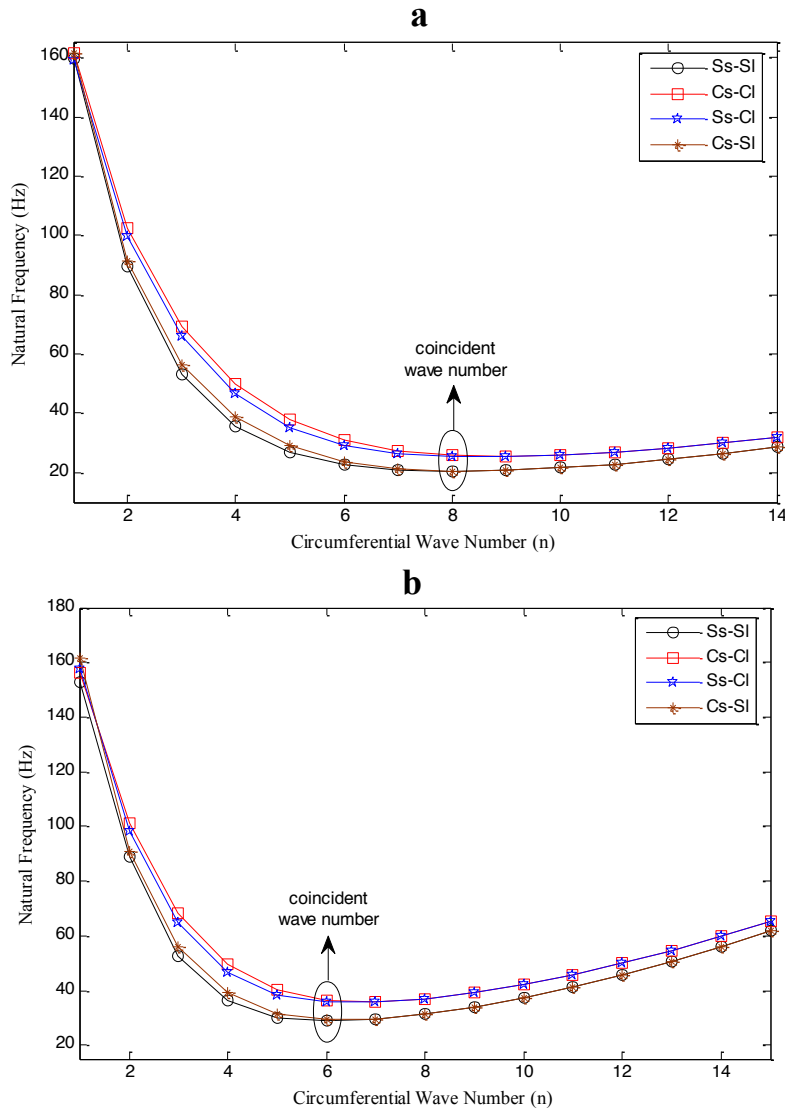 a
160
140
120
100
80
60
40
20
Natural Frequency (Hz)
Ss-Sl
Cs-Cl
Ss-Cl
Cs-Sl
coincident
wave number
2 4 6 8 10 12 14
Circumferential Wave Number (n)
b
180
160
140
120
100
80
60
40
20
Natural Frequency (Hz)
Ss-Sl
Cs-Cl
Ss-Cl
Cs-Sl
coincident
wave number
2 4 6 8 10 12 14
Circumferential Wave Number (n)